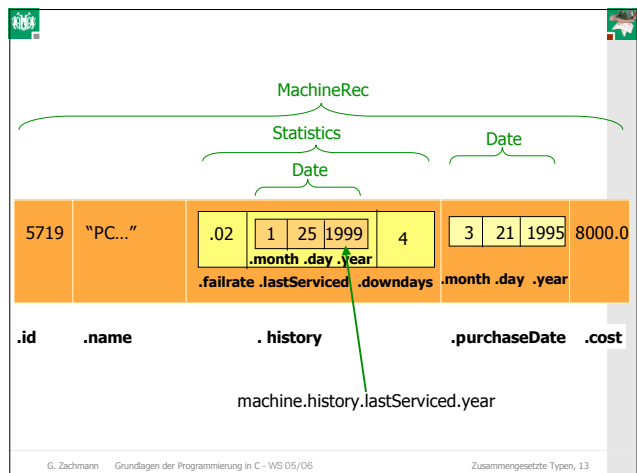 MachineRec
Statistics
Date
Date
5719 “PC…” .02 1 25 1999 4 3 21 1995 8000.0
.month .day .year
.failrate .lastServiced .downdays .month .day .year
.id .name . history .purchaseDate .cost
machine.history.lastServiced.year
G. Zachmann Grundlagen der Programmierung in C - WS 05/06 Zusammengesetzte Typen, 13